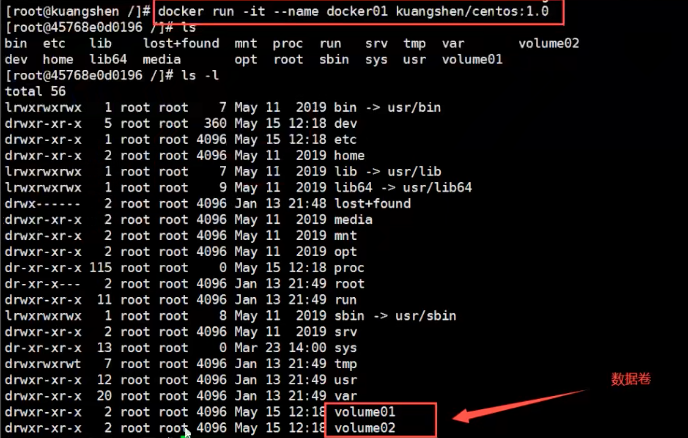 [root@kuangshen /]# docker run -it --name docker01 kuangshen/centos:1.0
[root@45768e0d0196 /]# ls
bin  etc   lib    lost+found  mnt  proc  run   srv  tmp  var       volume02
dev  home  lib64  media       opt  root  sbin  sys  usr  volume01
[root@45768e0d0196 /]# ls -l
total 56
lrwxrwxrwx   1 root root    7 May 11  2019 bin -> usr/bin
drwxr-xr-x   5 root root  360 May 15 12:18 dev
drwxr-xr-x   1 root root 4096 May 15 12:18 etc
drwxr-xr-x   2 root root 4096 May 11  2019 home
lrwxrwxrwx   1 root root    7 May 11  2019 lib -> usr/lib
lrwxrwxrwx   1 root root    9 May 11  2019 lib64 -> usr/lib64
drwx------   2 root root 4096 Jan 13 21:48 lost+found
drwxr-xr-x   2 root root 4096 May 11  2019 media
drwxr-xr-x   2 root root 4096 May 11  2019 mnt
drwxr-xr-x   2 root root 4096 May 11  2019 opt
dr-xr-xr-x 115 root root    0 May 15 12:18 proc
dr-xr-x---   2 root root 4096 Jan 13 21:49 root
drwxr-xr-x  11 root root 4096 Jan 13 21:49 run
lrwxrwxrwx   1 root root    8 May 11  2019 sbin -> usr/sbin
drwxr-xr-x   2 root root 4096 May 11  2019 srv
dr-xr-xr-x  13 root root    0 Mar 23 14:00 sys
drwxrwxrwt   7 root root 4096 Jan 13 21:49 tmp
drwxr-xr-x  12 root root 4096 Jan 13 21:49 usr
drwxr-xr-x  20 root root 4096 Jan 13 21:49 var
数据卷
drwxr-xr-x   2 root root 4096 May 15 12:18 volume01
drwxr-xr-x   2 root root 4096 May 15 12:18 volume02